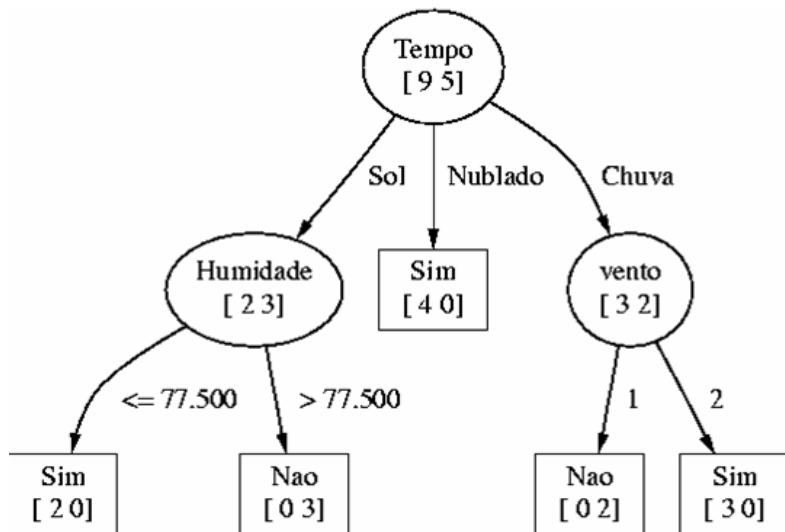 Tempo
[ 9 5]
Sol
Nublado
Chuva
Humidade
[ 2 3]
Sim
[ 4 0]
vento
[ 3 2]
<= 77.500
> 77.500
1
2
Sim
[ 2 0]
Nao
[ 0 3]
Nao
[ 0 2]
Sim
[ 3 0]